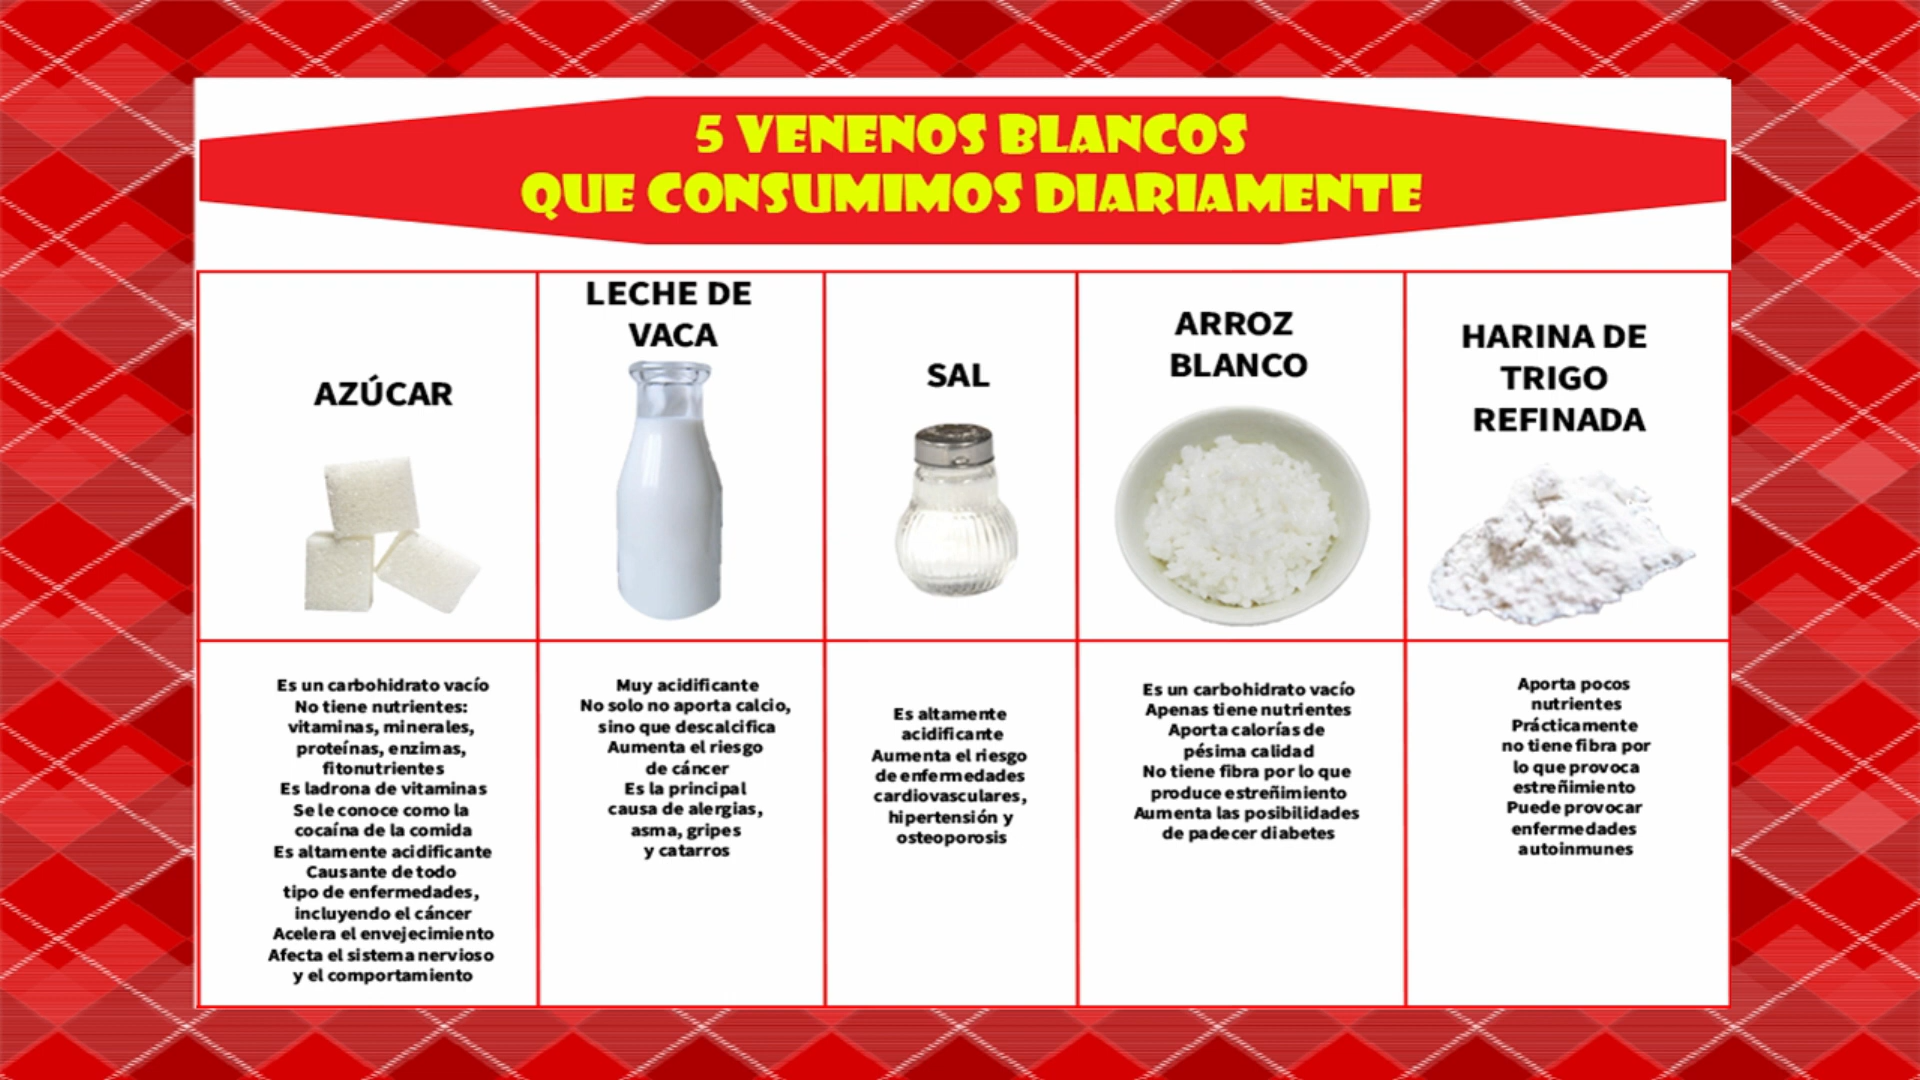 5 VENENOS BLANCOS
QUE CONSUMIMOS DIARIAMENTE
AZÚCAR
LECHE DE
VACA
SAL
ARROZ
BLANCO
HARINA DE
TRIGO
REFINADA
Es un carbohidrato vacío
No tiene nutrientes:
vitaminas, minerales,
proteínas, enzimas,
fitonutrientes
Es ladrona de vitaminas
Se le conoce como la
cocaína de la comida
Es altamente acidificante
Causante de todo
tipo de enfermedades,
incluyendo el cáncer
Acelera el envejecimiento
Afecta el sistema nervioso
y el comportamiento
Muy acidificante
No solo no aporta calcio,
sino que descalcifica
Aumenta el riesgo
de cáncer
Es la principal
causa de alergias,
asma, gripes
y catarros
Es altamente
acidificante
Aumenta el riesgo
de enfermedades
cardiovasculares,
hipertensión y
osteoporosis
Es un carbohidrato vacío
Apenas tiene nutrientes
Aporta calorías de
pésima calidad
No tiene fibra por lo que
produce estreñimiento
Aumenta las posibilidades
de padecer diabetes
Aporta pocos
nutrientes
Prácticamente
no tiene fibra por
lo que provoca
estreñimiento
Puede provocar
enfermedades
autoinmunes